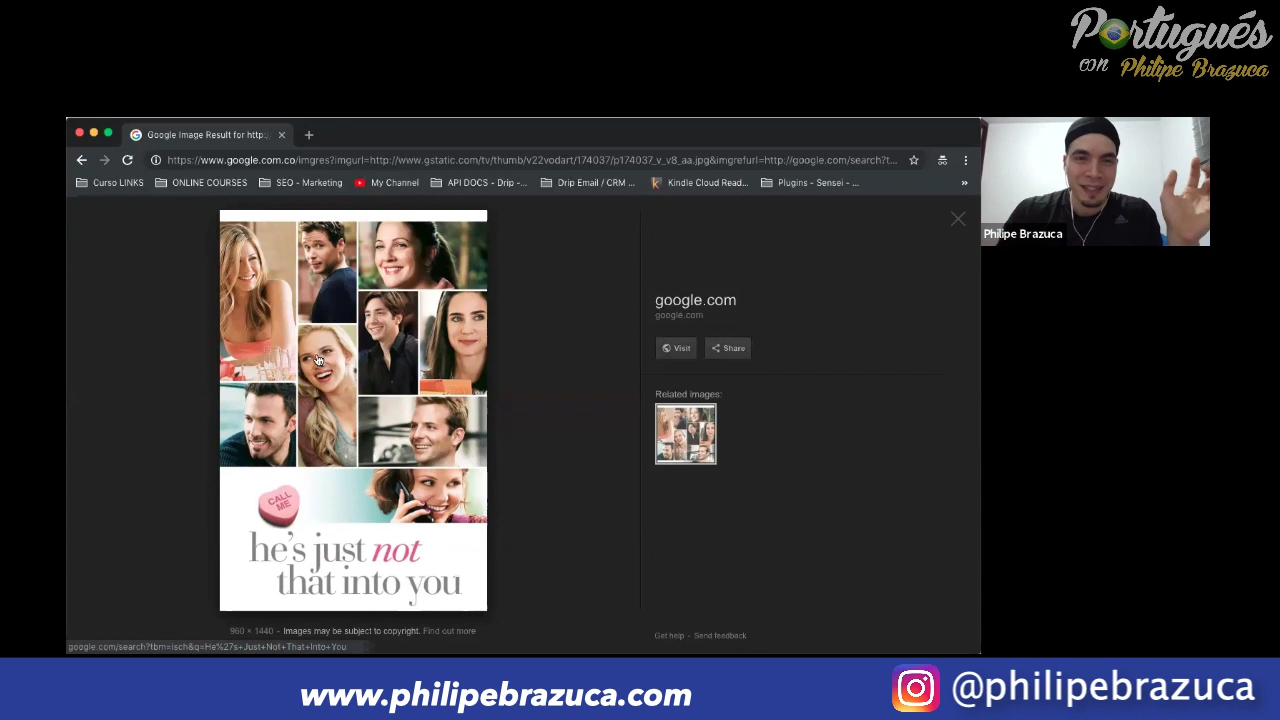 Portugués
con Philipe Brazuca
Google Image Result for http:/
https://www.google.com.co/imgres?imgurl=http://www.gstatic.com/tv/thumb/v22vodart/174037/p174037_v_v8_aa.jpg&imgrefurl=http://google.com/search?t...
Curso LINKS
ONLINE COURSES
SEO - Marketing
My Channel
API DOCS - Drip -...
Drip Email / CRM ...
Kindle Cloud Read...
Plugins - Sensei - ...
»
Philipe Brazuca
google.com
google.com
Visit
Share
Related images:
CALL
ME
he's just not
that into you
960 × 1440 - Images may be subject to copyright. Find out more
Get help - Send feedback
google.com/search?tbm=isch&q=He%27s+Just+Not+That+Into+You
www.philipebrazuca.com
@philipebrazuca